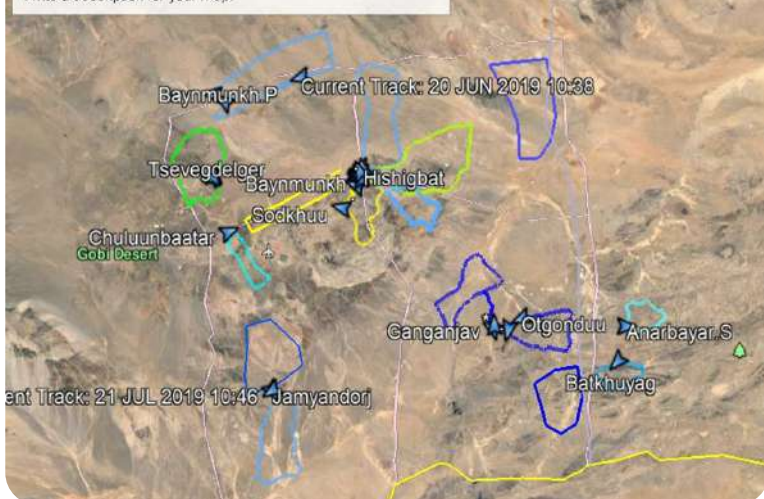 Baynmunkh.P
Current Track: 20 JUN 2019 10:38
Tsevegdelger
Baynmunkh
Hishigbat
Sodkhuu
Chuluunbaatar
Gobi Desert
Ganganjav
Otgonduu
Anarbayar.S
Batkhuyag
ent Track: 21 JUL 2019 10:46
Jamyandorj